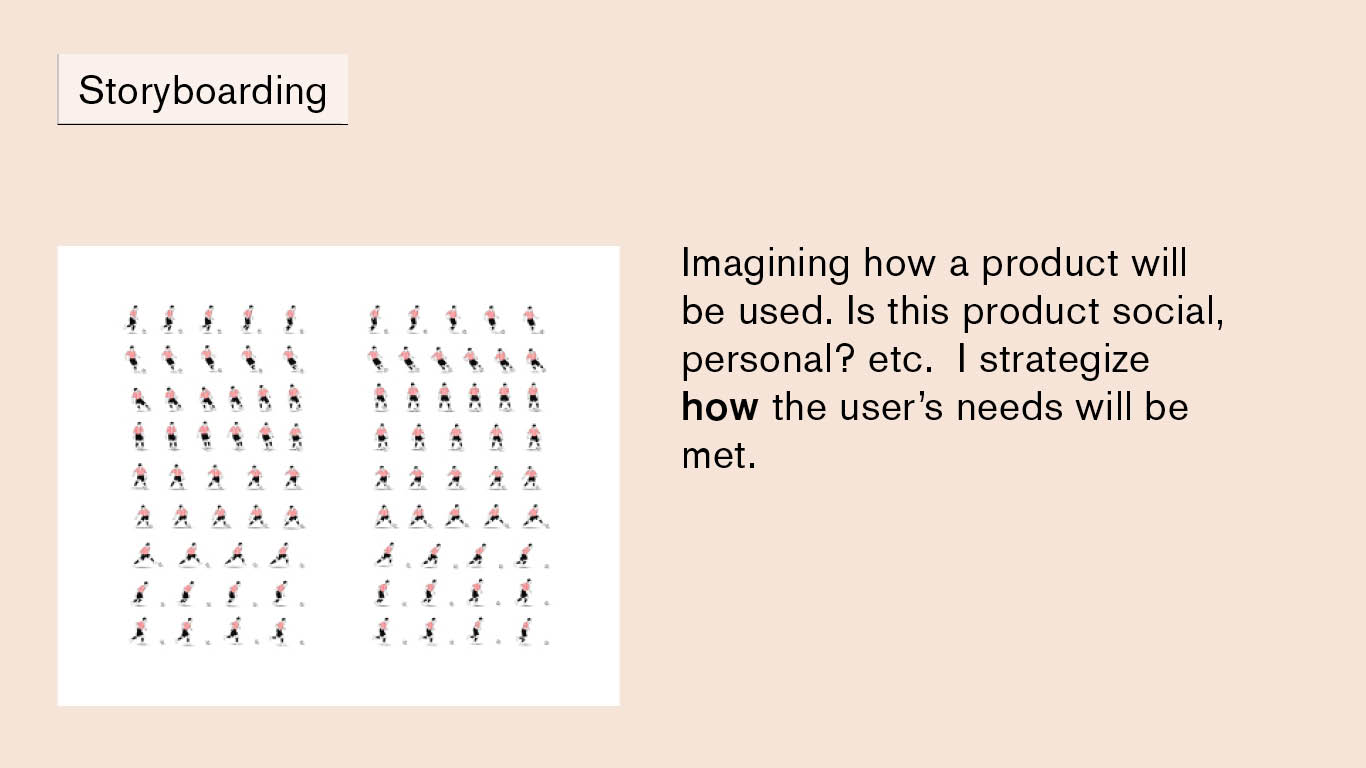 Storyboarding
Imagining how a product will
be used. Is this product social,
personal? etc.  I strategize
how the user’s needs will be
met.